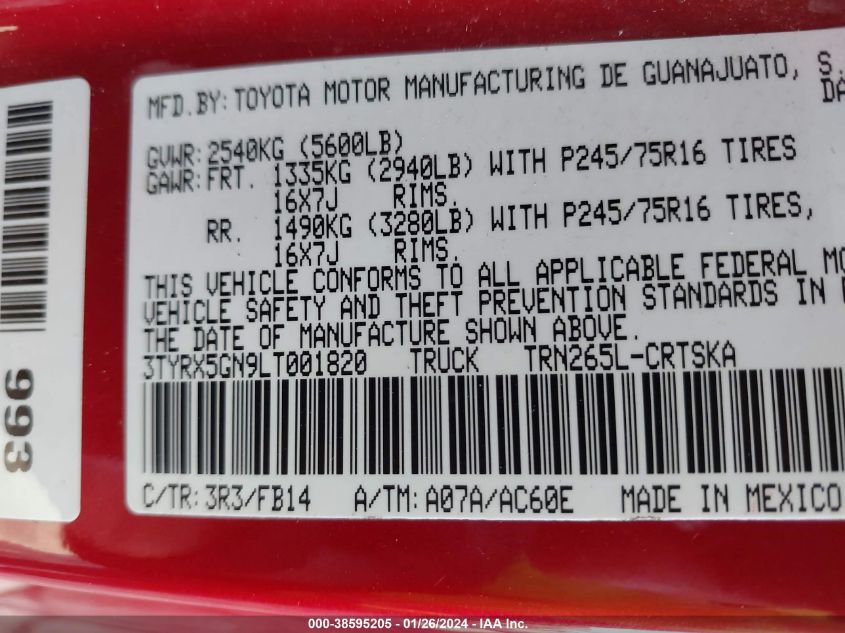 MFD.BY: TOYOTA MOTOR MANUFACTURING DE GUANAJUATO, S.
GVWR: 2540KG (5600LB)
GAWR: FRT. 1335KG (2940LB) WITH P245/75R16 TIRES
16X7J RIMS.
RR. 1490KG (3280LB) WITH P245/75R16 TIRES,
16X7J RIMS.
THIS VEHICLE CONFORMS TO ALL APPLICABLE FEDERAL
VEHICLE SAFETY AND THEFT PREVENTION STANDARDS IN
THE DATE OF MANUFACTURE SHOWN ABOVE.
3TYRX5GN9LT001820 TRUCK TRN265L-CRTSKA
C/TR: 3R3/FB14 A/TM: A07A/AC60E MADE IN MEXICO
993
000-38595205 - 01/26/2024 - IAA Inc.